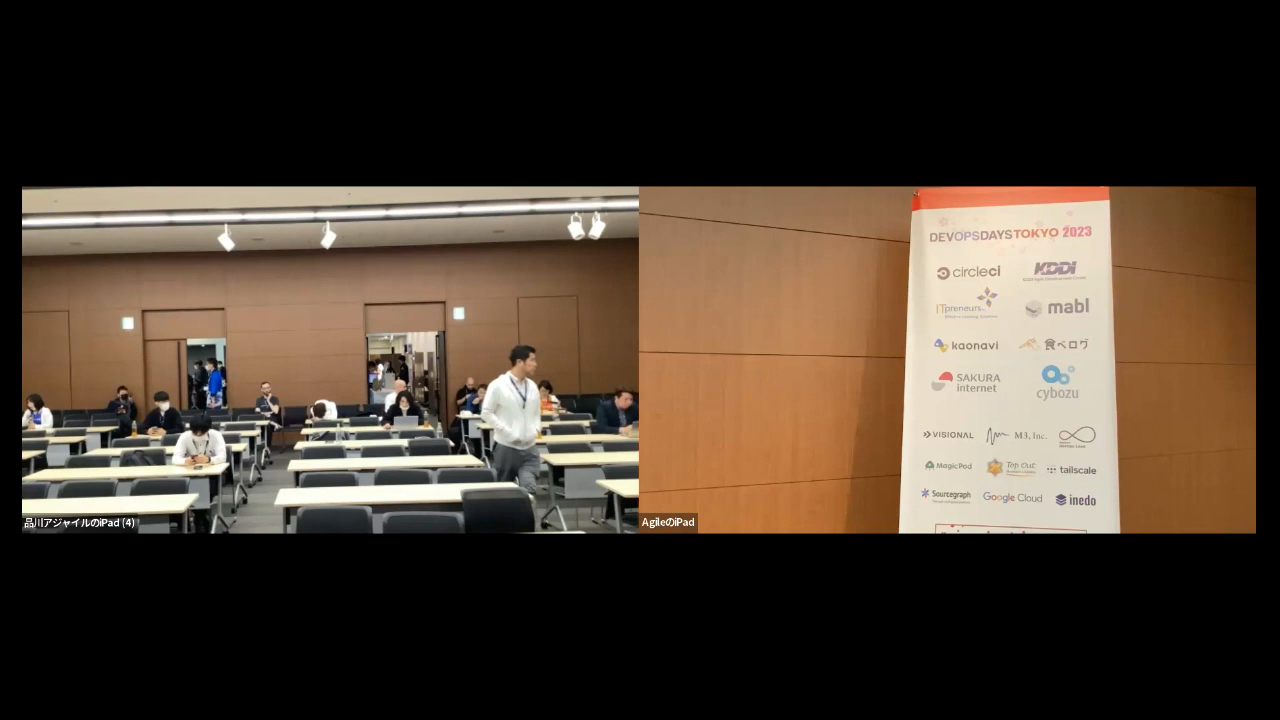 DEVOPSDAYS TOKYO 2023
circleci
KDDI
ITpreneurs
mabl
kaonavi
食べログ
SAKURA
internet
cybozu
VISIONAL
M3, Inc.
MagicPod
Top Out
tailscale
Sourcegraph
Google Cloud
inedo
品川アジャイルのiPad (4)
AgileのiPad